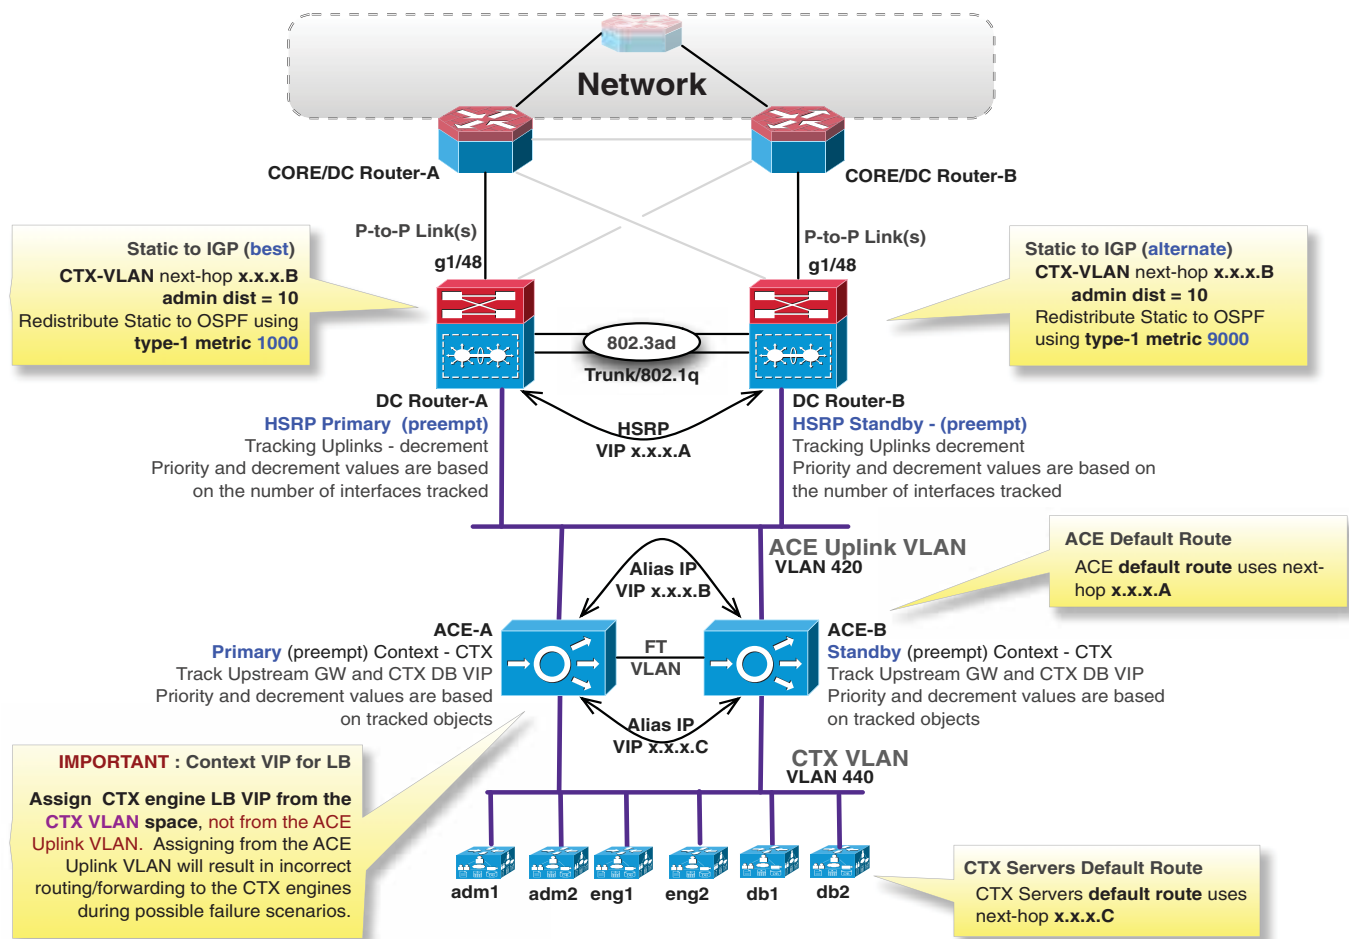 Network
CORE/DC Router-A
CORE/DC Router-B
P-to-P Link(s)
g1/48
P-to-P Link(s)
g1/48
Static to IGP (best)
CTX-VLAN next-hop x.x.x.B
admin dist = 10
Redistribute Static to OSPF using
type-1 metric 1000
Static to IGP (alternate)
CTX-VLAN next-hop x.x.x.B
admin dist = 10
Redistribute Static to OSPF
using type-1 metric 9000
802.3ad
Trunk/802.1q
DC Router-A
HSRP Primary (preempt)
Tracking Uplinks - decrement
Priority and decrement values are based
on the number of interfaces tracked
HSRP
VIP x.x.x.A
DC Router-B
HSRP Standby - (preempt)
Tracking Uplinks decrement
Priority and decrement values are based on
the number of interfaces tracked
ACE Uplink VLAN
VLAN 420
ACE Default Route
ACE default route uses next-
hop x.x.x.A
Alias IP
VIP x.x.x.B
ACE-A
Primary (preempt) Context - CTX
Track Upstream GW and CTX DB VIP
Priority and decrement values are based
on tracked objects
FT
VLAN
ACE-B
Standby (preempt) Context - CTX
Track Upstream GW and CTX DB VIP
Priority and decrement values are based
on tracked objects
Alias IP
VIP x.x.x.C
CTX VLAN
VLAN 440
IMPORTANT : Context VIP for LB
Assign CTX engine LB VIP from the
CTX VLAN space, not from the ACE
Uplink VLAN. Assigning from the ACE
Uplink VLAN will result in incorrect
routing/forwarding to the CTX engines
during possible failure scenarios.
adm1
adm2
eng1
eng2
db1
db2
CTX Servers Default Route
CTX Servers default route uses
next-hop x.x.x.C